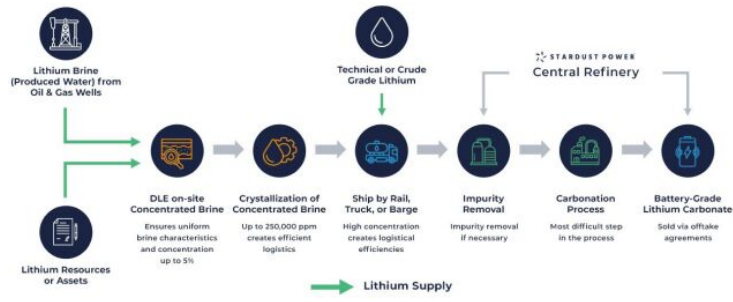 Lithium Brine
(Produced Water) from
Oil & Gas Wells
Technical or Crude
Grade Lithium
STARDUST POWER
Central Refinery
DLE on-site
Concentrated Brine
Ensures uniform
brine characteristics
and concentration
up to 5%
Crystallization of
Concentrated Brine
Up to 250,000 ppm
creates efficient
logistics
Ship by Rail,
Truck, or Barge
High concentration
creates logistical
efficiencies
Impurity
Removal
Impurity removal
if necessary
Carbonation
Process
Most difficult step
in the process
Battery-Grade
Lithium Carbonate
Sold via offtake
agreements
Lithium Resources
or Assets
Lithium Supply